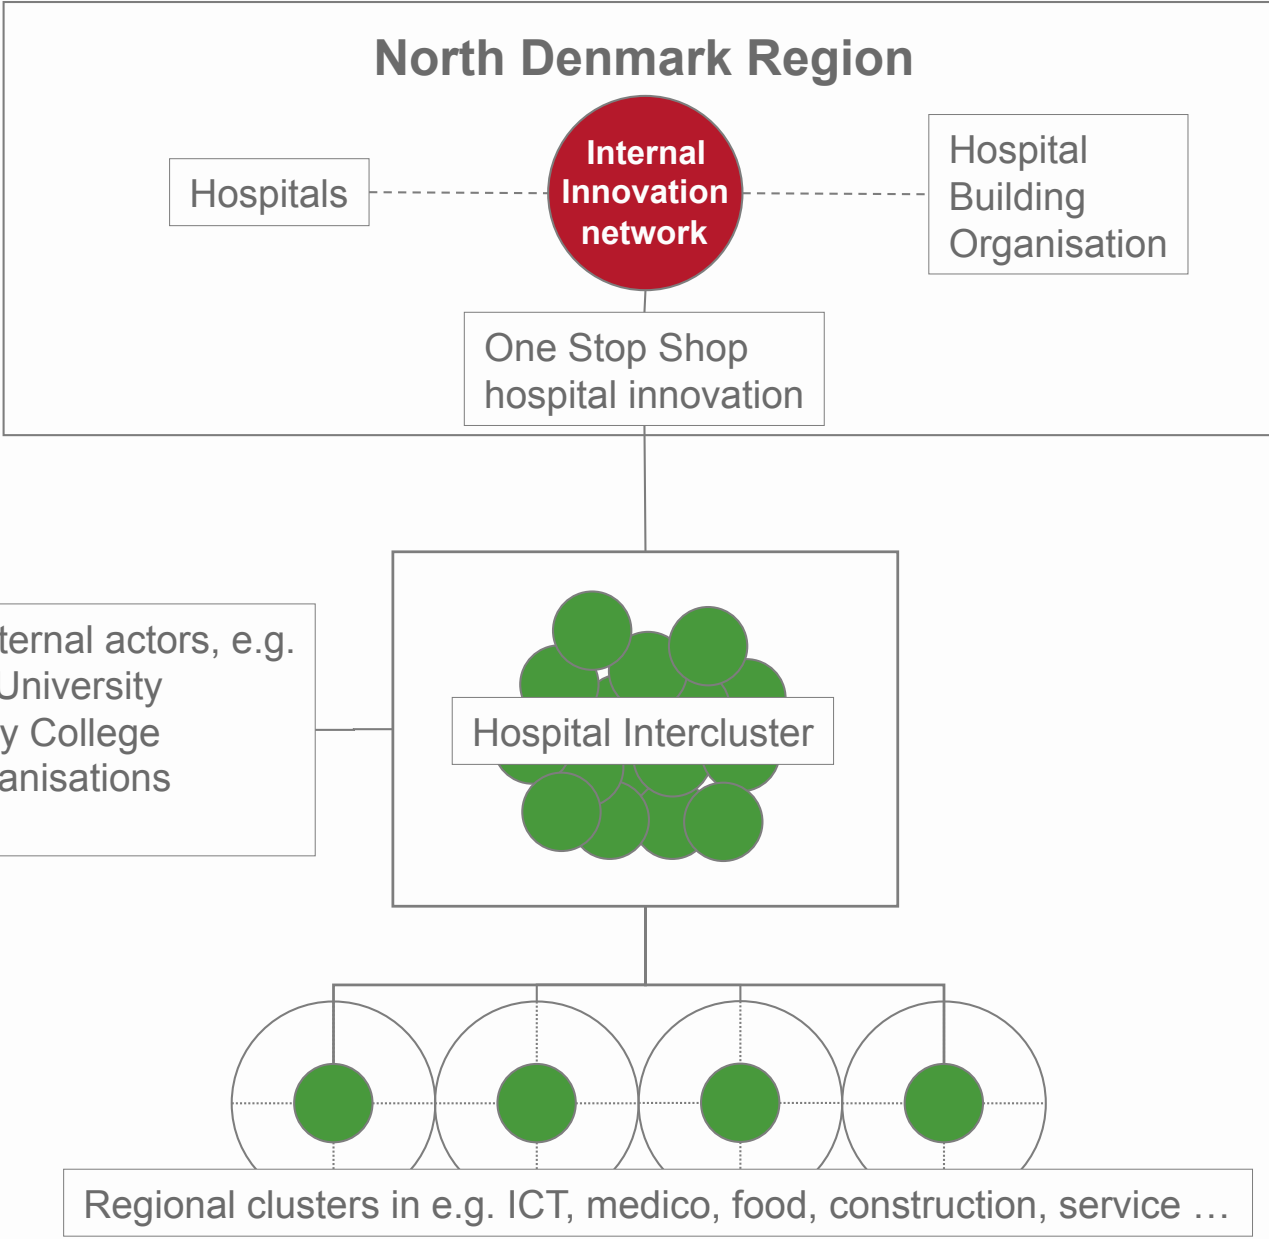 North Denmark Region
Internal
Innovation
network
Hospitals
Hospital
Building
Organisation
One Stop Shop
hospital innovation
ternal actors, e.g.
University
y College
anisations
Hospital Intercluster
Regional clusters in e.g. ICT, medico, food, construction, service …